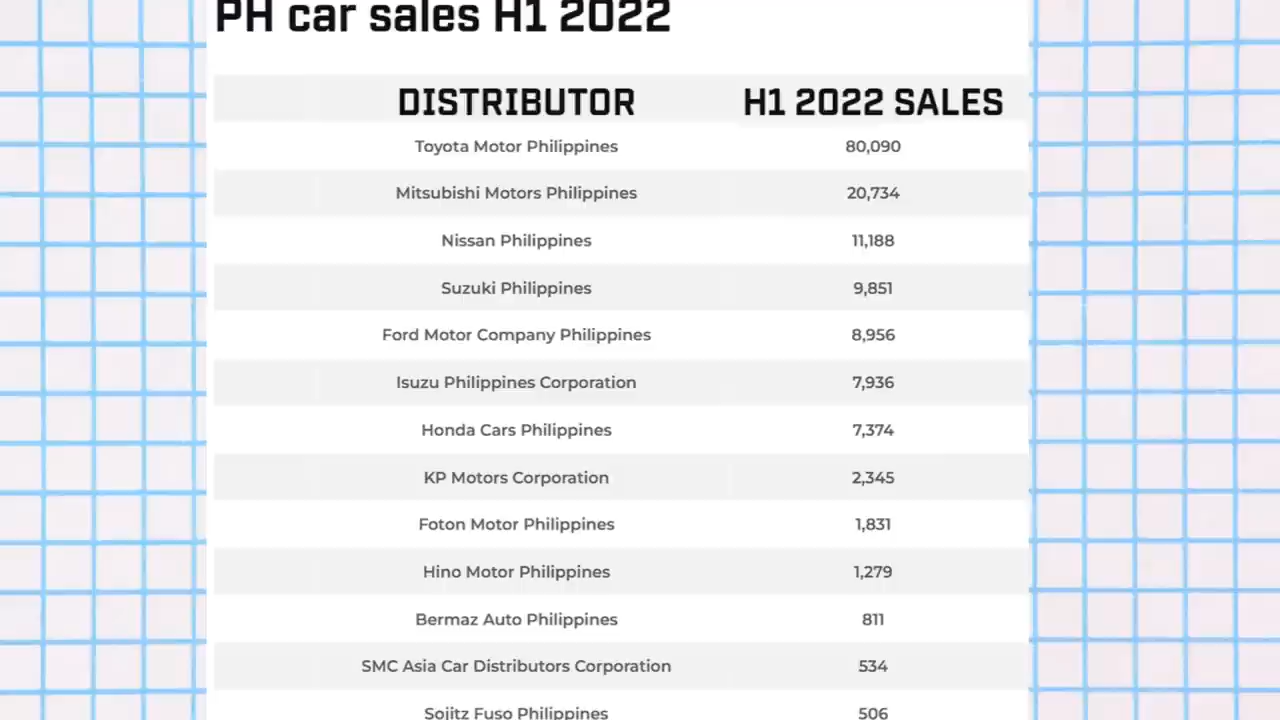 PH car sales H1 2022
DISTRIBUTOR H1 2022 SALES
Toyota Motor Philippines 80,090
Mitsubishi Motors Philippines 20,734
Nissan Philippines 11,188
Suzuki Philippines 9,851
Ford Motor Company Philippines 8,956
Isuzu Philippines Corporation 7,936
Honda Cars Philippines 7,374
KP Motors Corporation 2,345
Foton Motor Philippines 1,831
Hino Motor Philippines 1,279
Bermaz Auto Philippines 811
SMC Asia Car Distributors Corporation 534
Sojitz Fuso Philippines 506